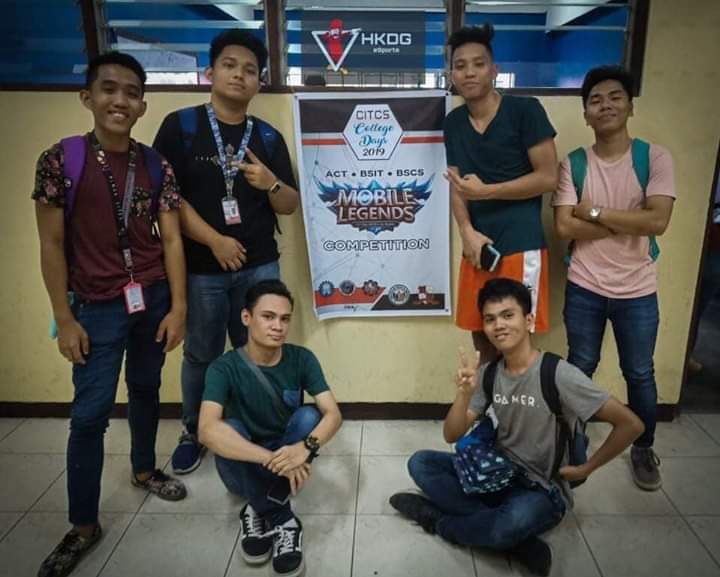 HKDG
eSports
CITCS
College
Days
2019
ACT • BSIT • BSCS
MOBILE
LEGENDS
COMPETITION
GAMER.